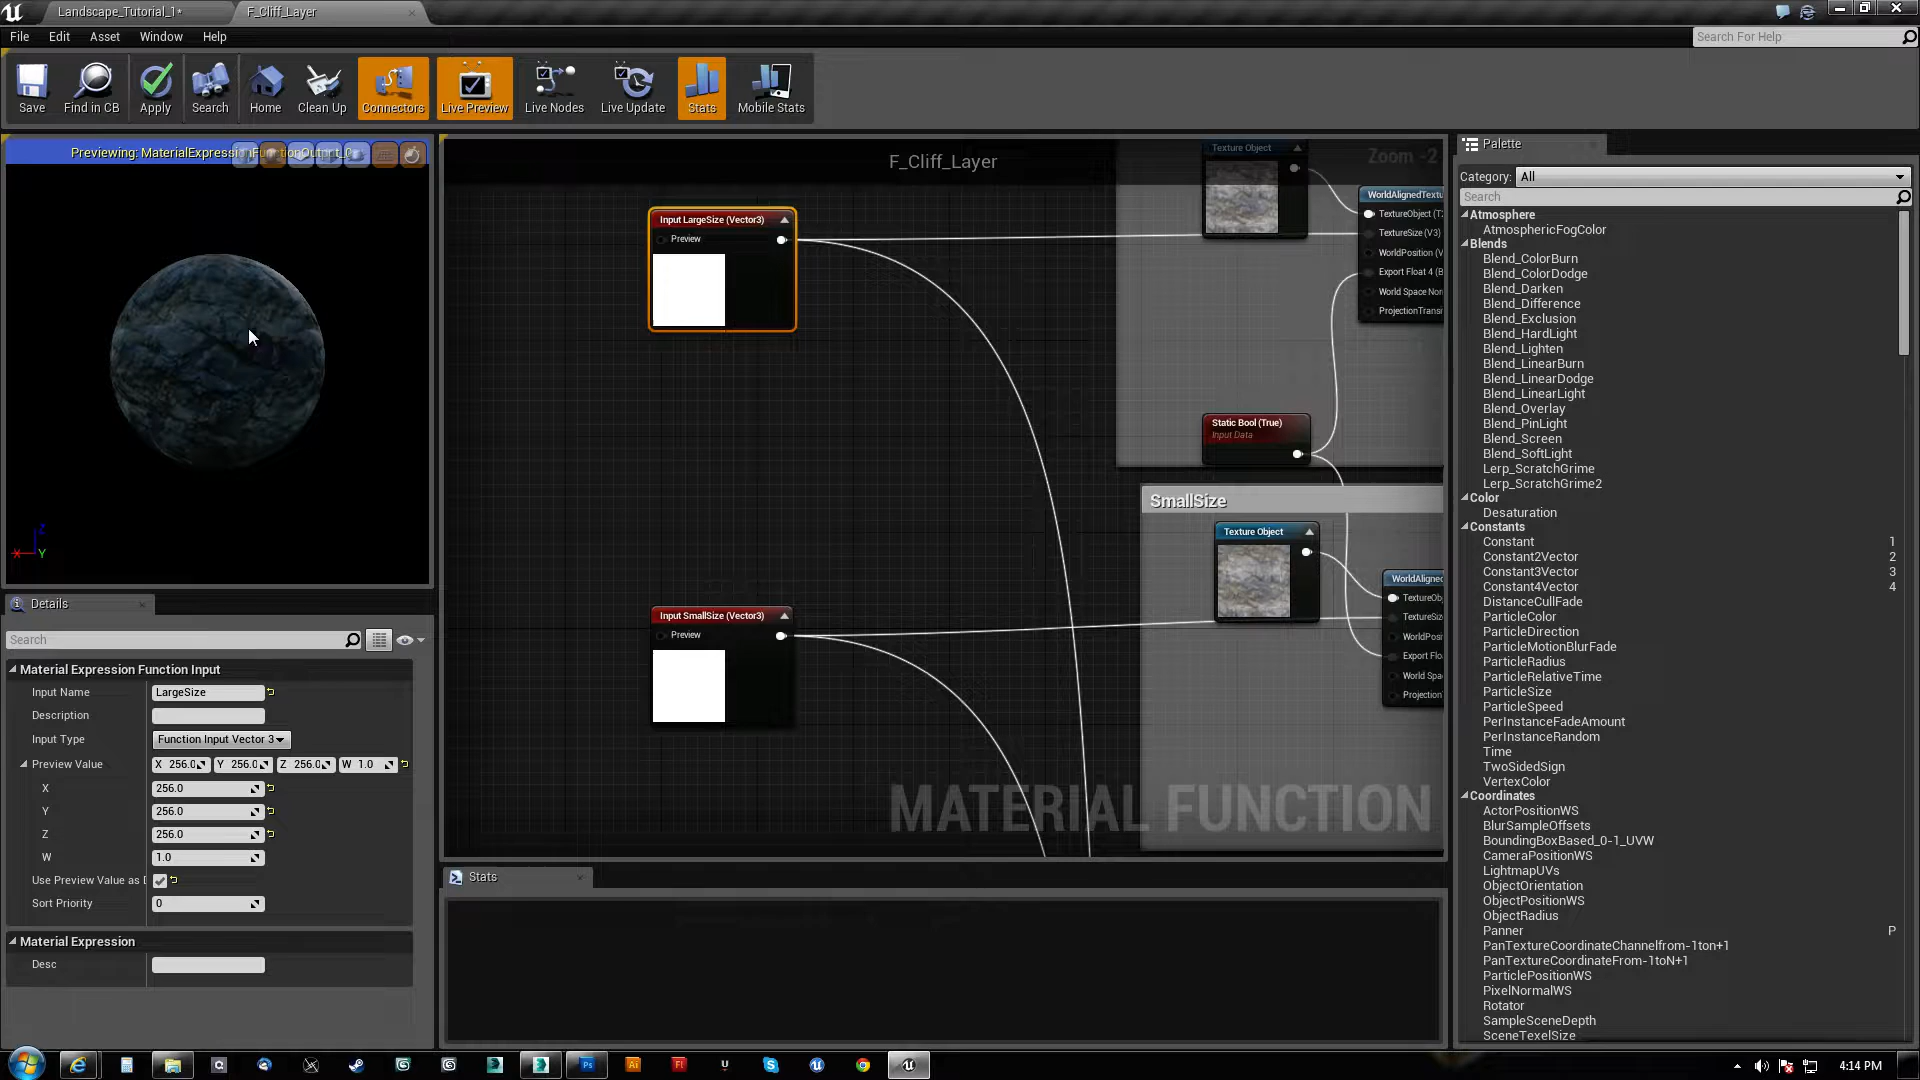 Landscape_Tutorial_1*
F_Cliff_Layer
File
Edit
Asset
Window
Help
Search For Help
Save
Find in CB
Apply
Search
Home
Clean Up
Connectors
Live Preview
Live Nodes
Live Update
Stats
Mobile Stats
Previewing: MaterialExpressionFunctionOutput_0
Z
X
Y
F_Cliff_Layer
Zoom -2
Input LargeSize (Vector3)
Preview
Texture Object
WorldAlignedTextu
TextureObject (T2
TextureSize (V3)
WorldPosition (V
Export Float 4 (B
World Space Nor
ProjectionTransi
Static Bool (True)
Input Data
SmallSize
Texture Object
WorldAligned
TextureObj
TextureSiz
WorldPosi
Export Floa
World Spa
Projection
Input SmallSize (Vector3)
Preview
MATERIAL FUNCTION
Stats
Details
Search
Material Expression Function Input
Input Name
LargeSize
Description
Input Type
Function Input Vector 3
Preview Value
X 256.0
Y 256.0
Z 256.0
W 1.0
X
256.0
Y
256.0
Z
256.0
W
1.0
Use Preview Value as D
Sort Priority
0
Material Expression
Desc
Palette
Category:
All
Search
Atmosphere
AtmosphericFogColor
Blends
Blend_ColorBurn
Blend_ColorDodge
Blend_Darken
Blend_Difference
Blend_Exclusion
Blend_HardLight
Blend_Lighten
Blend_LinearBurn
Blend_LinearDodge
Blend_LinearLight
Blend_Overlay
Blend_PinLight
Blend_Screen
Blend_SoftLight
Lerp_ScratchGrime
Lerp_ScratchGrime2
Color
Desaturation
Constants
Constant 1
Constant2Vector 2
Constant3Vector 3
Constant4Vector 4
DistanceCullFade
ParticleColor
ParticleDirection
ParticleMotionBlurFade
ParticleRadius
ParticleRelativeTime
ParticleSize
ParticleSpeed
PerInstanceFadeAmount
PerInstanceRandom
Time
TwoSidedSign
VertexColor
Coordinates
ActorPositionWS
BlurSampleOffsets
BoundingBoxBased_0-1_UVW
CameraPositionWS
LightmapUVs
ObjectOrientation
ObjectPositionWS
ObjectRadius
Panner P
PanTextureCoordinateChannelfrom-1ton+1
PanTextureCoordinateFrom-1toN+1
ParticlePositionWS
PixelNormalWS
Rotator
SampleSceneDepth
SceneTexelSize
Ps
Ai
Fl
4:14 PM